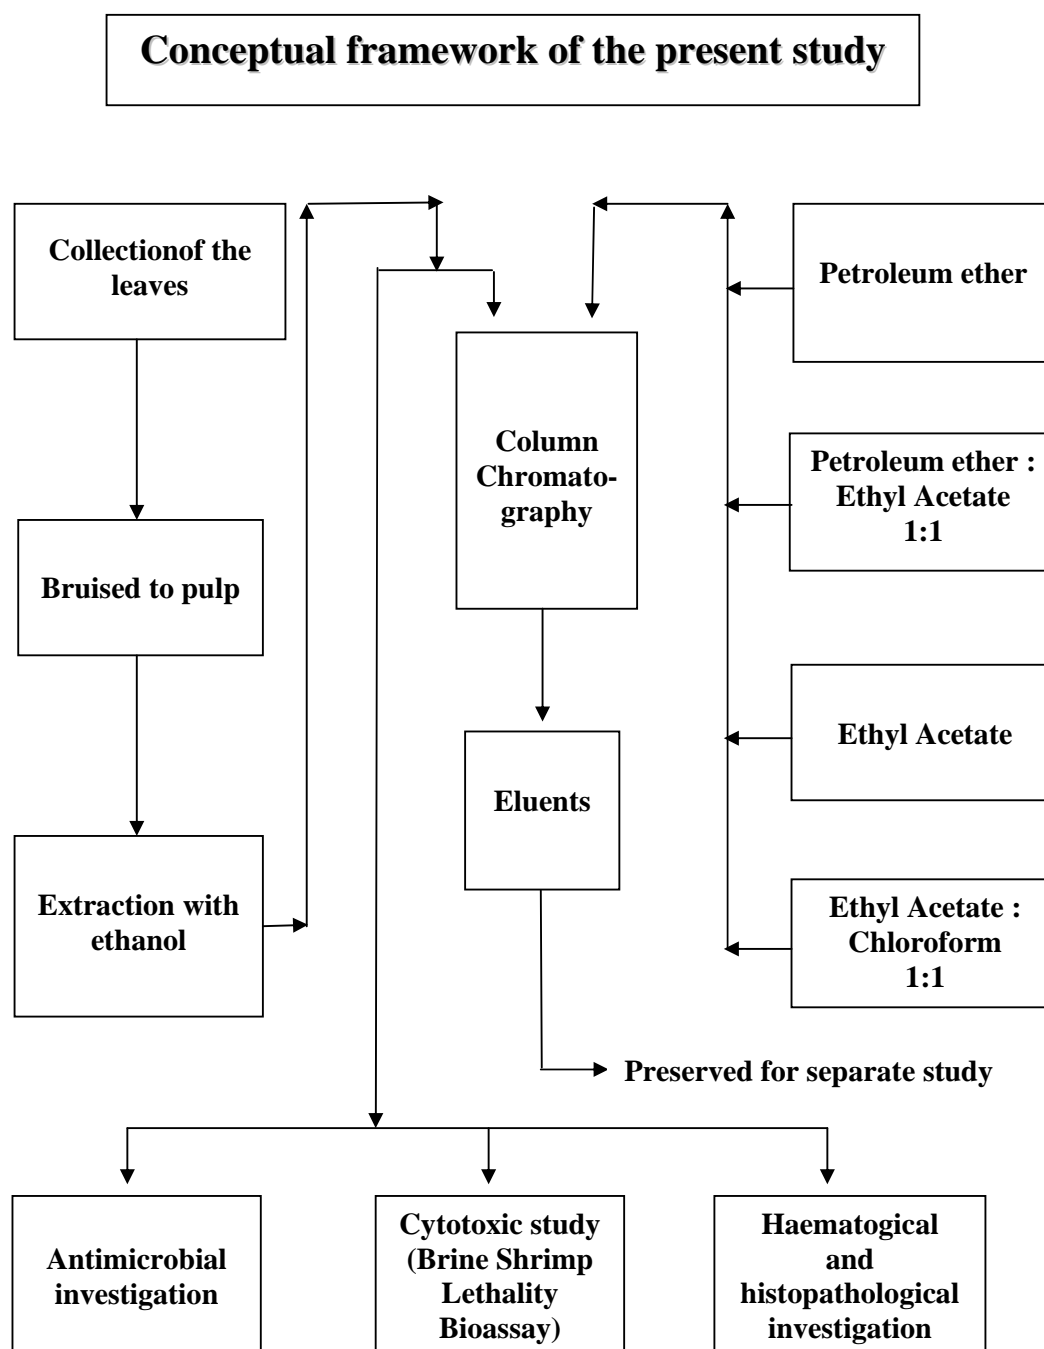 Conceptual framework of the present study
Collectionof the
leaves
Petroleum ether
Column
Chromato-
graphy
Petroleum ether :
Ethyl Acetate
1:1
Bruised to pulp
Ethyl Acetate
Eluents
Extraction with
ethanol
Ethyl Acetate :
Chloroform
1:1
Preserved for separate study
Antimicrobial
investigation
Cytotoxic study
(Brine Shrimp
Lethality
Bioassay)
Haematogical
and
histopathological
investigation